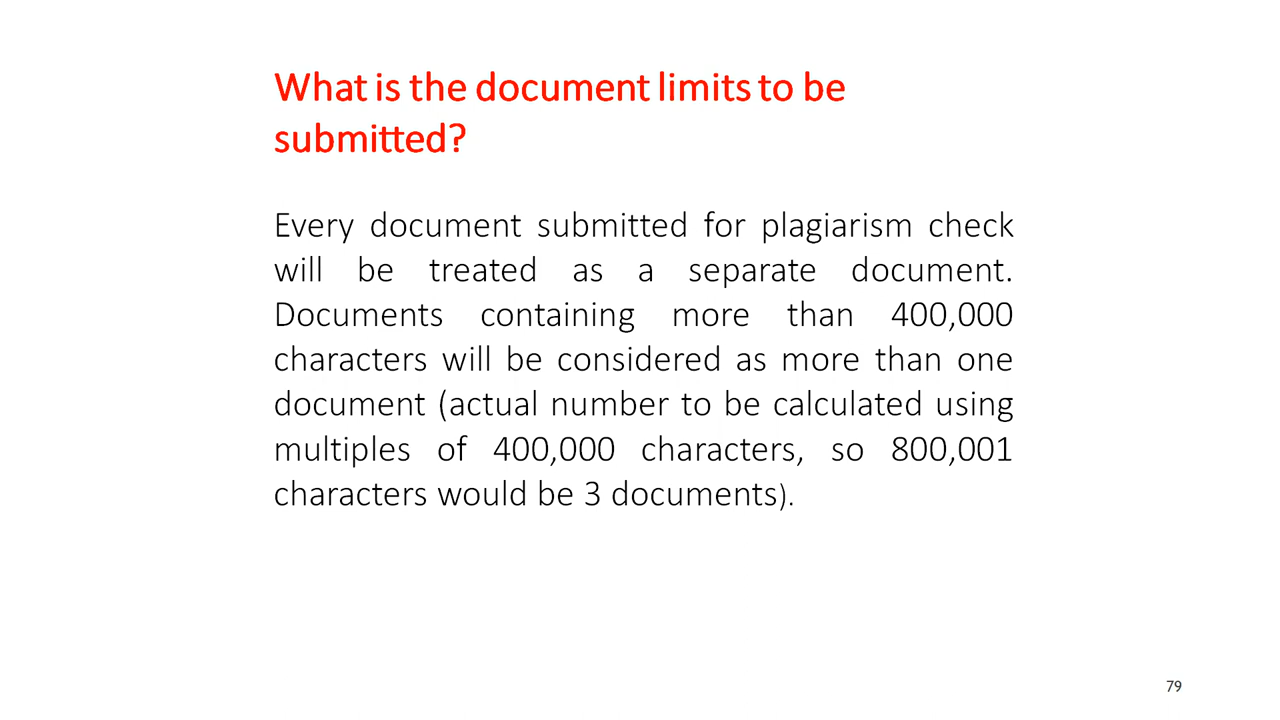 What is the document limits to be
submitted?
Every document submitted for plagiarism check
will be treated as a separate document.
Documents containing more than 400,000
characters will be considered as more than one
document (actual number to be calculated using
multiples of 400,000 characters, so 800,001
characters would be 3 documents).
79